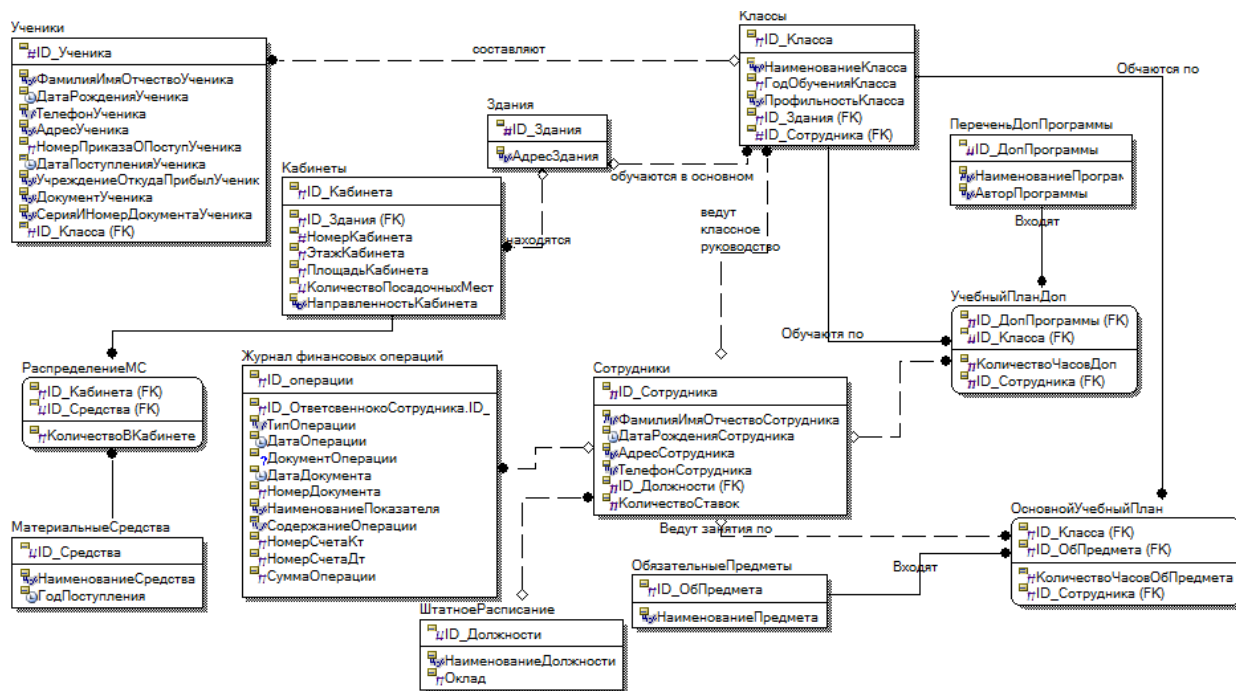 Ученики
ID_Ученика
ФамилияИмяОтчествоУченика
ДатаРожденияУченика
ТелефонУченика
АдресУченика
НомерПриказаОПоступУченика
ДатаПоступленияУченика
УчреждениеОткудаПрибылУченик
ДокументУченика
СерияИНомерДокументаУченика
ID_Класса (FK)
составляют
Классы
ID_Класса
НаименованиеКласса
ГодОбученияКласса
ПрофильностьКласса
ID_Здания (FK)
ID_Сотрудника (FK)
Обчаются по
Здания
ID_Здания
АдресЗдания
обучаются в основном
ПереченьДопПрограммы
ID_ДопПрограммы
НаименованиеПрограм
АвторПрограммы
Входят
Кабинеты
ID_Кабинета
ID_Здания (FK)
НомерКабинета
ЭтажКабинета
ПлощадьКабинета
КоличествоПосадочныхМест
НаправленностьКабинета
находятся
ведут
классное
руководство
УчебныйПланДоп
ID_ДопПрограммы (FK)
ID_Класса (FK)
КоличествоЧасовДоп
ID_Сотрудника (FK)
Обучаютя по
РаспределениеМС
ID_Кабинета (FK)
ID_Средства (FK)
КоличествоВКабинете
Журнал финансовых операций
ID_операции
ID_ОтветсвеннокоСотрудника.ID_
ТипОперации
ДатаОперации
ДокументОперации
ДатаДокумента
НомерДокумента
НаименованиеПоказателя
СодержаниеОперации
НомерСчетаКт
НомерСчетаДт
СуммаОперации
Сотрудники
ID_Сотрудника
ФамилияИмяОтчествоСотрудника
ДатаРожденияСотрудника
АдресСотрудника
ТелефонСотрудника
ID_Должности (FK)
КоличествоСтавок
Ведут занятия по
МатериальныеСредства
ID_Средства
НаименованиеСредства
ГодПоступления
ОсновнойУчебныйПлан
ID_Класса (FK)
ID_ОбПредмета (FK)
КоличествоЧасовОбПредмета
ID_Сотрудника (FK)
ОбязательныеПредметы
ID_ОбПредмета
НаименованиеПредмета
Входят
ШтатноеРасписание
ID_Должности
НаименованиеДолжности
Оклад